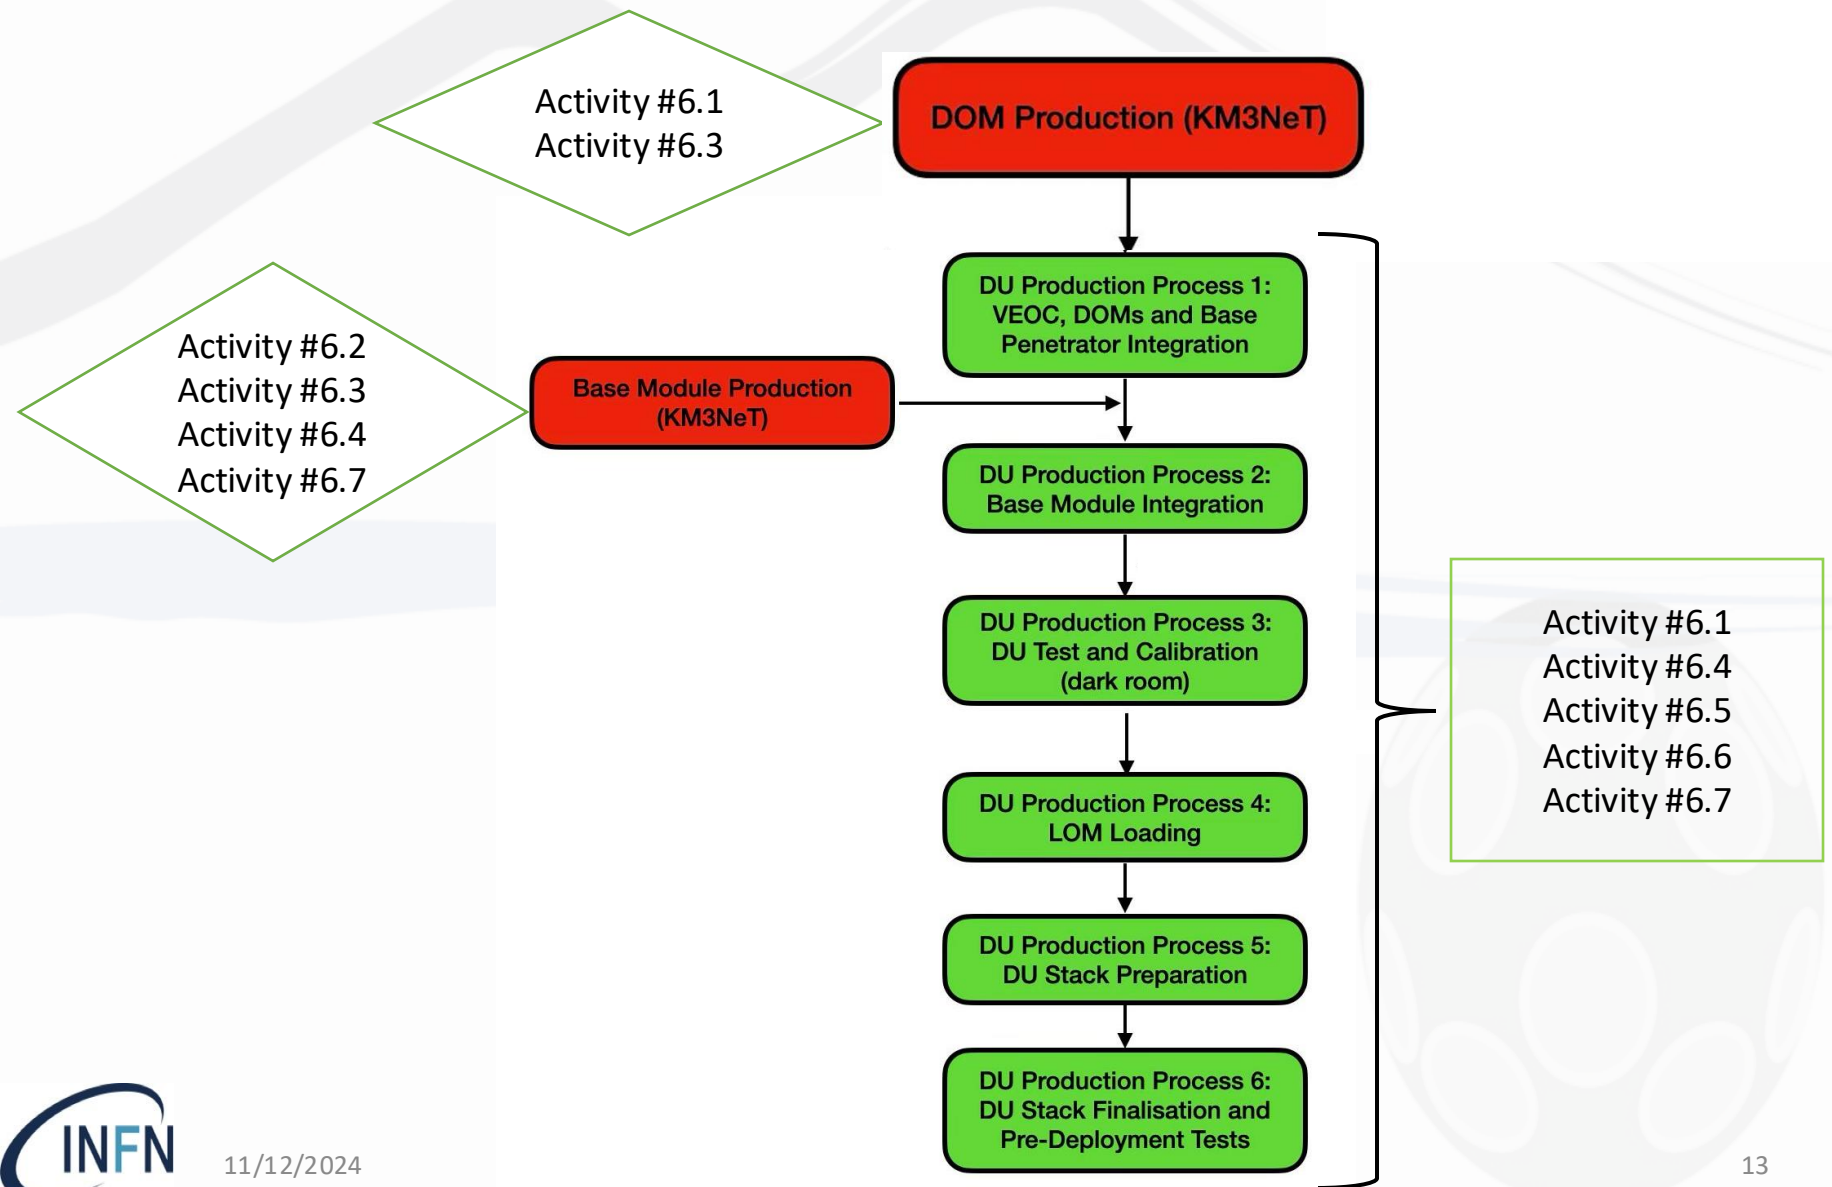 Activity #6.1
Activity #6.3
DOM Production (KM3NeT)
DU Production Process 1:
VEOC, DOMs and Base
Penetrator Integration
Activity #6.2
Activity #6.3
Activity #6.4
Activity #6.7
Base Module Production
(KM3NeT)
DU Production Process 2:
Base Module Integration
DU Production Process 3:
DU Test and Calibration
(dark room)
Activity #6.1
Activity #6.4
Activity #6.5
Activity #6.6
Activity #6.7
DU Production Process 4:
LOM Loading
DU Production Process 5:
DU Stack Preparation
DU Production Process 6:
DU Stack Finalisation and
Pre-Deployment Tests
INFN
11/12/2024
13